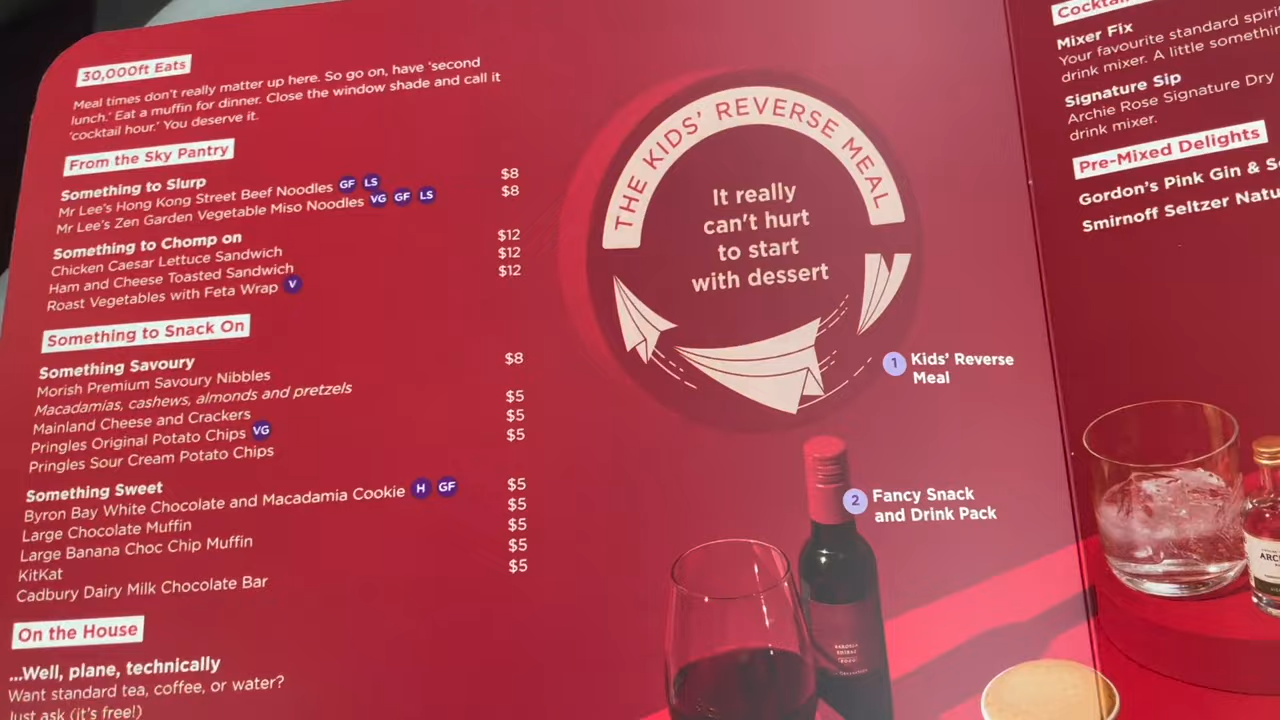 30,000ft Eats
Meal times don't really matter up here. So go on, have 'second
lunch.' Eat a muffin for dinner. Close the window shade and call it
'cocktail hour.' You deserve it.
From the Sky Pantry
Something to Slurp
Mr Lee's Hong Kong Street Beef Noodles GF LS $8
Mr Lee's Zen Garden Vegetable Miso Noodles VG GF LS $8
Something to Chomp on
Chicken Caesar Lettuce Sandwich $12
Ham and Cheese Toasted Sandwich $12
Roast Vegetables with Feta Wrap V $12
Something to Snack On
Something Savoury
Morish Premium Savoury Nibbles $8
Macadamias, cashews, almonds and pretzels
Mainland Cheese and Crackers $5
Pringles Original Potato Chips VG $5
Pringles Sour Cream Potato Chips $5
Something Sweet
Byron Bay White Chocolate and Macadamia Cookie H GF $5
Large Chocolate Muffin $5
Large Banana Choc Chip Muffin $5
KitKat $5
Cadbury Dairy Milk Chocolate Bar $5
On the House
...Well, plane, technically
Want standard tea, coffee, or water?
Just ask (it's free!)
THE KIDS' REVERSE MEAL
It really
can't hurt
to start
with dessert
1 Kids' Reverse
Meal
2 Fancy Snack
and Drink Pack
Cocktail
Mixer Fix
Your favourite standard spiri
drink mixer. A little somethin
Signature Sip
Archie Rose Signature Dry
drink mixer.
Pre-Mixed Delights
Gordon's Pink Gin & S
Smirnoff Seltzer Natu